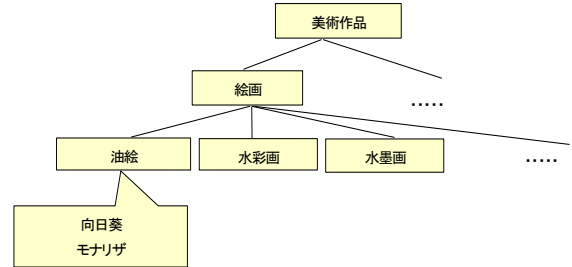 美術作品
絵画
.....
油絵
水彩画
水墨画
.....
向日葵
モナリザ